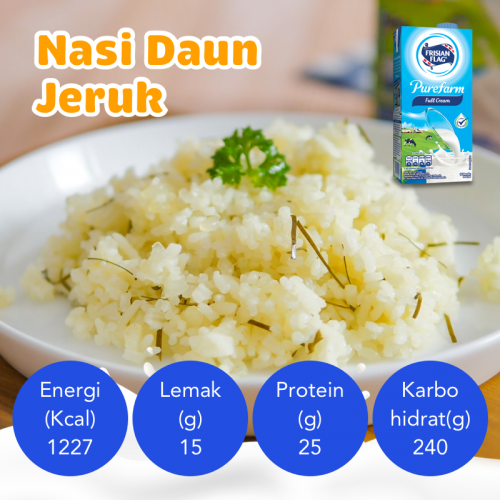 Nasi Daun
Jeruk
FRISIAN
FLAG
Purefarm
Full Cream
Energi
(Kcal)
1227
Lemak
(g)
15
Protein
(g)
25
Karbo
hidrat(g)
240